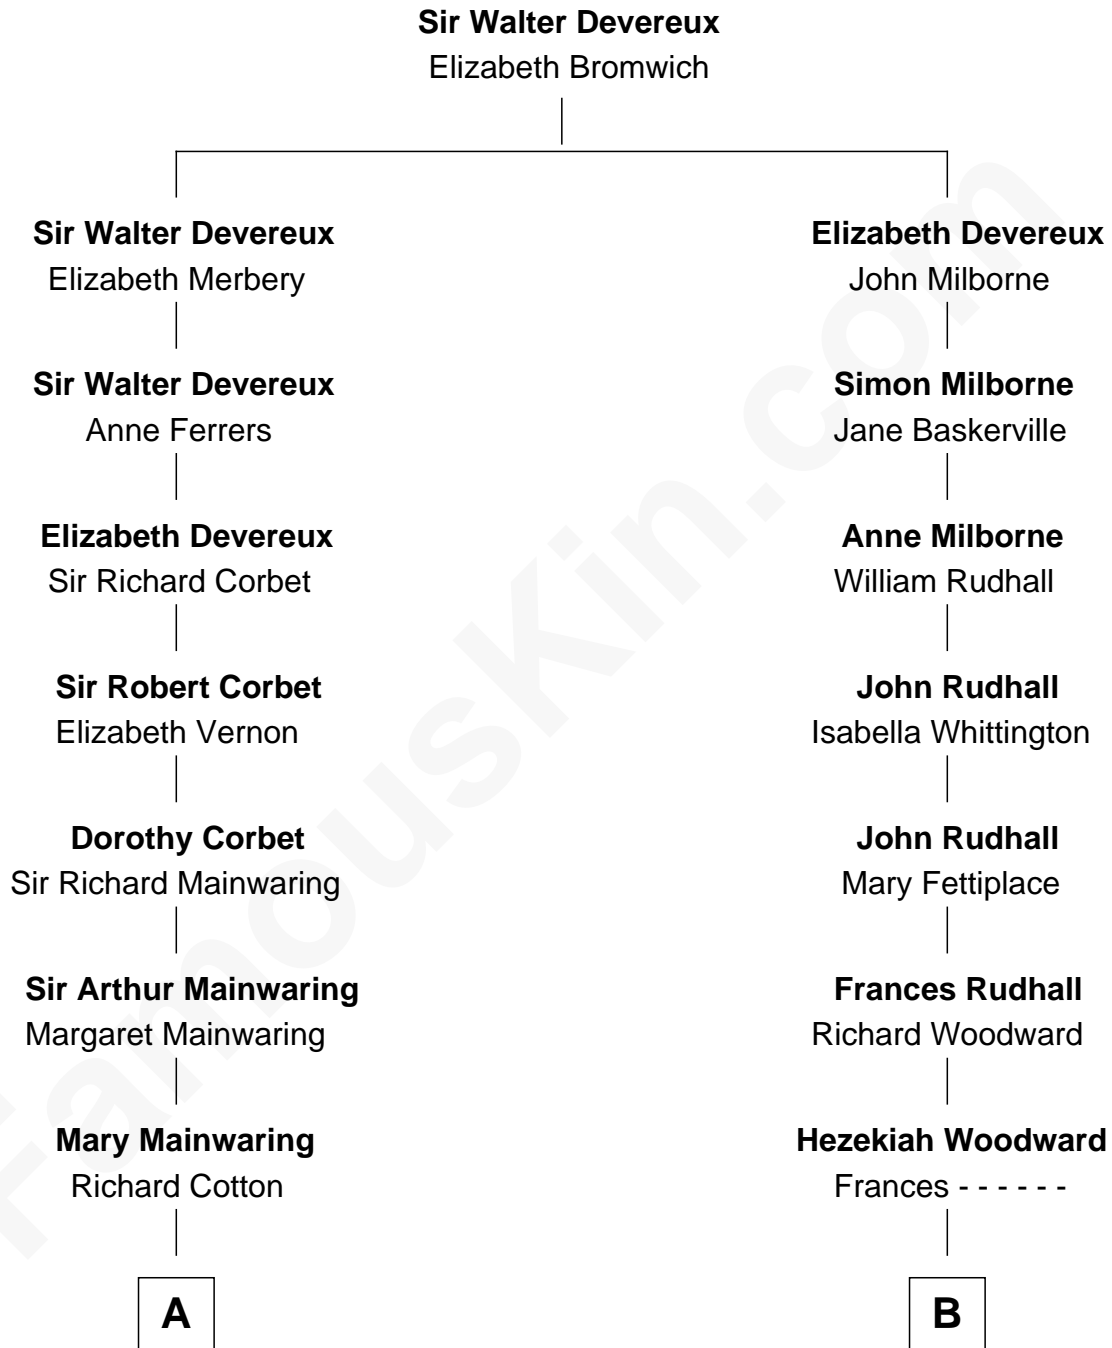 Sir Walter Devereux
Elizabeth Bromwich
Sir Walter Devereux
Elizabeth Merbery
Sir Walter Devereux
Anne Ferrers
Elizabeth Devereux
Sir Richard Corbet
Sir Robert Corbet
Elizabeth Vernon
Dorothy Corbet
Sir Richard Mainwaring
Sir Arthur Mainwaring
Margaret Mainwaring
Mary Mainwaring
Richard Cotton
A
Elizabeth Devereux
John Milborne
Simon Milborne
Jane Baskerville
Anne Milborne
William Rudhall
John Rudhall
Isabella Whittington
John Rudhall
Mary Fettiplace
Frances Rudhall
Richard Woodward
Hezekiah Woodward
Frances - - - - - -
B
FamousKin.com